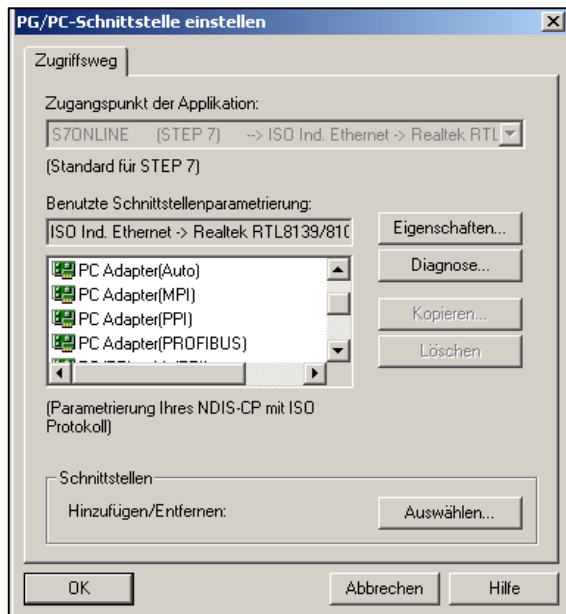 PG/PC-Schnittstelle einstellen
Zugriffsweg
Zugangspunkt der Applikation:
S7ONLINE (STEP 7) --> ISO Ind. Ethernet -> Realtek RTL
(Standard für STEP 7)
Benutzte Schnittstellenparametrierung:
ISO Ind. Ethernet -> Realtek RTL8139/810
Eigenschaften...
PC Adapter(Auto)
PC Adapter(MPI)
PC Adapter(PPI)
PC Adapter(PROFIBUS)
Diagnose...
Kopieren...
Löschen
(Parametrierung Ihres NDIS-CP mit ISO
Protokoll)
Schnittstellen
Hinzufügen/Entfernen:
Auswählen...
OK
Abbrechen
Hilfe